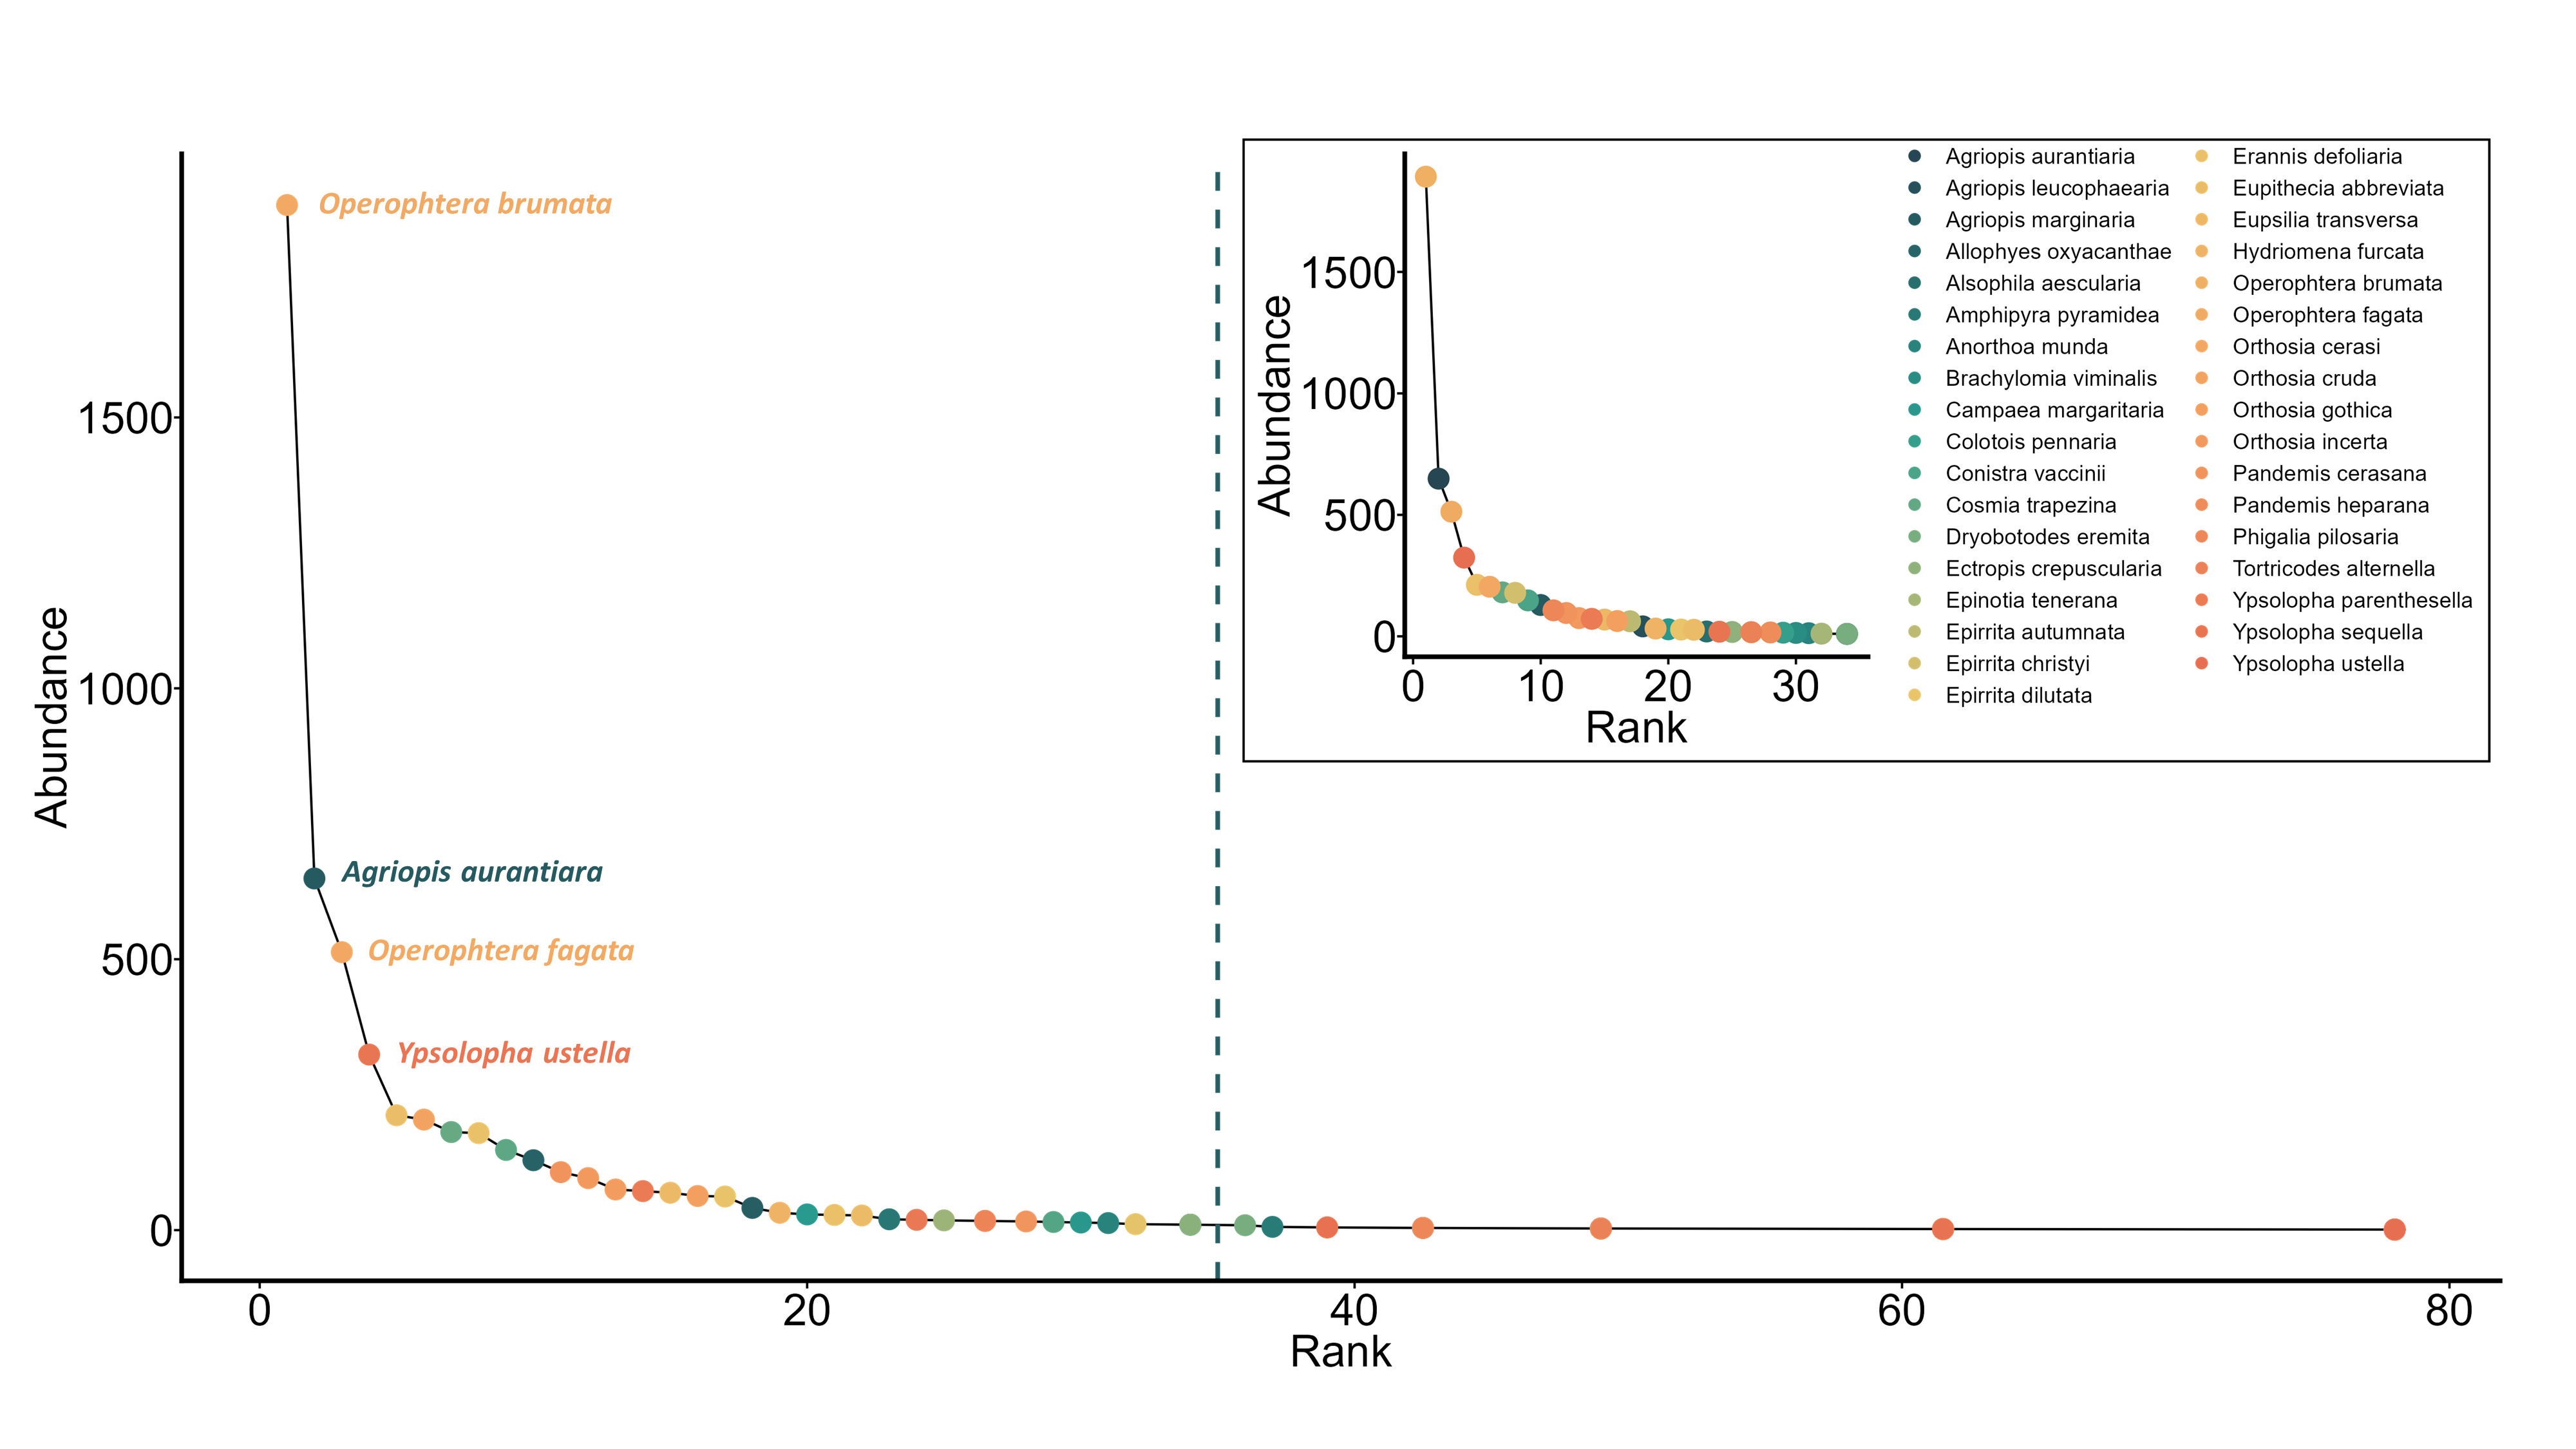 Operophtera brumata
Agriopis aurantiara
Operophtera fagata
Ypsolopha ustella
Abundance
1500
1000
500
0
0
20
40
60
80
Rank
Abundance
1500
1000
500
0
0
10
20
30
Rank
Agriopis aurantiaria
Agriopis leucophaearia
Agriopis marginaria
Allophyes oxyacanthae
Alsophila aescularia
Amphipyra pyramidea
Anorthoa munda
Brachylomia viminalis
Campaea margaritaria
Colotois pennaria
Conistra vaccinii
Cosmia trapezina
Dryobotodes eremita
Ectropis crepuscularia
Epinotia tenerana
Epirrita autumnata
Epirrita christyi
Epirrita dilutata
Erannis defoliaria
Eupithecia abbreviata
Eupsilia transversa
Hydriomena furcata
Operophtera brumata
Operophtera fagata
Orthosia cerasi
Orthosia cruda
Orthosia gothica
Orthosia incerta
Pandemis cerasana
Pandemis heparana
Phigalia pilosaria
Tortricodes alternella
Ypsolopha parenthesella
Ypsolopha sequella
Ypsolopha ustella